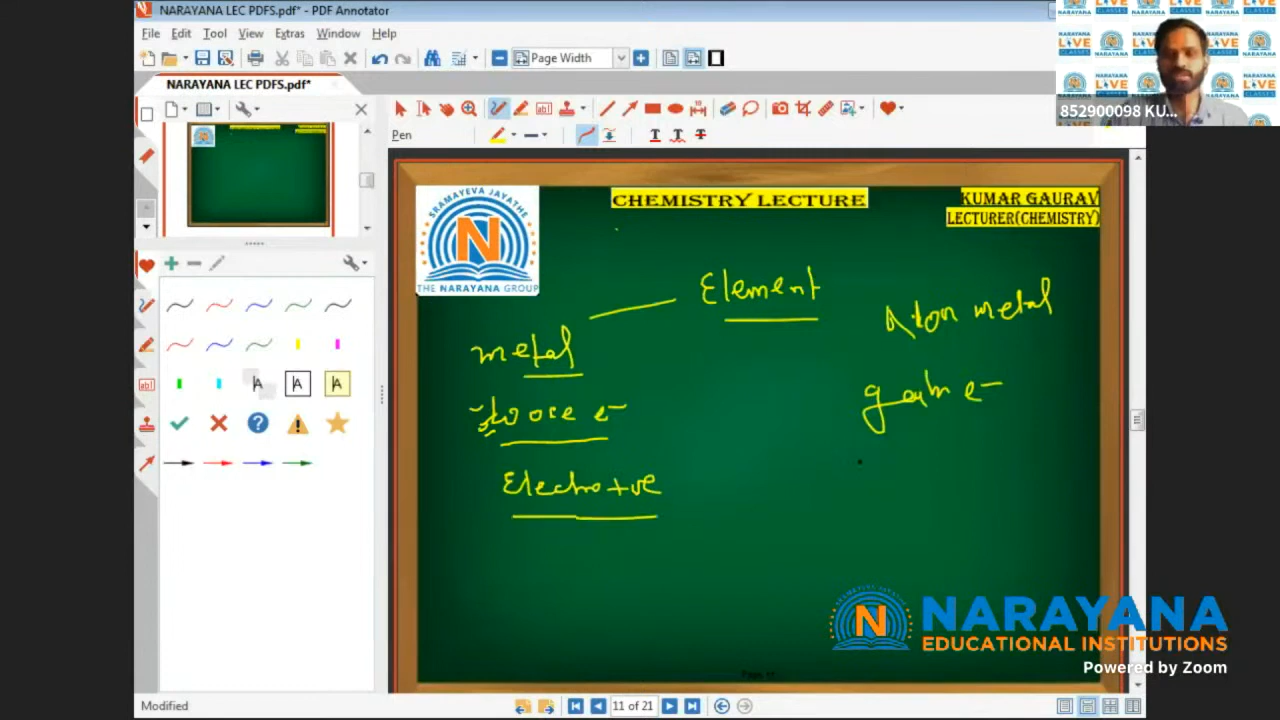 NARAYANA LEC PDFS.pdf* - PDF Annotator
File Edit Tool View Extras Window Help
Page Width
NARAYANA LEC PDFS.pdf*
852900098 KU...
Pen
SRAMAYEVA JAYATHE
N
THE NARAYANA GROUP
CHEMISTRY LECTURE
KUMAR GAURAV
LECTURER(CHEMISTRY)
Element
metal
Non metal
loose e-
gain e-
Electro +ve
NARAYANA
EDUCATIONAL INSTITUTIONS
Powered by Zoom
Modified
11 of 21